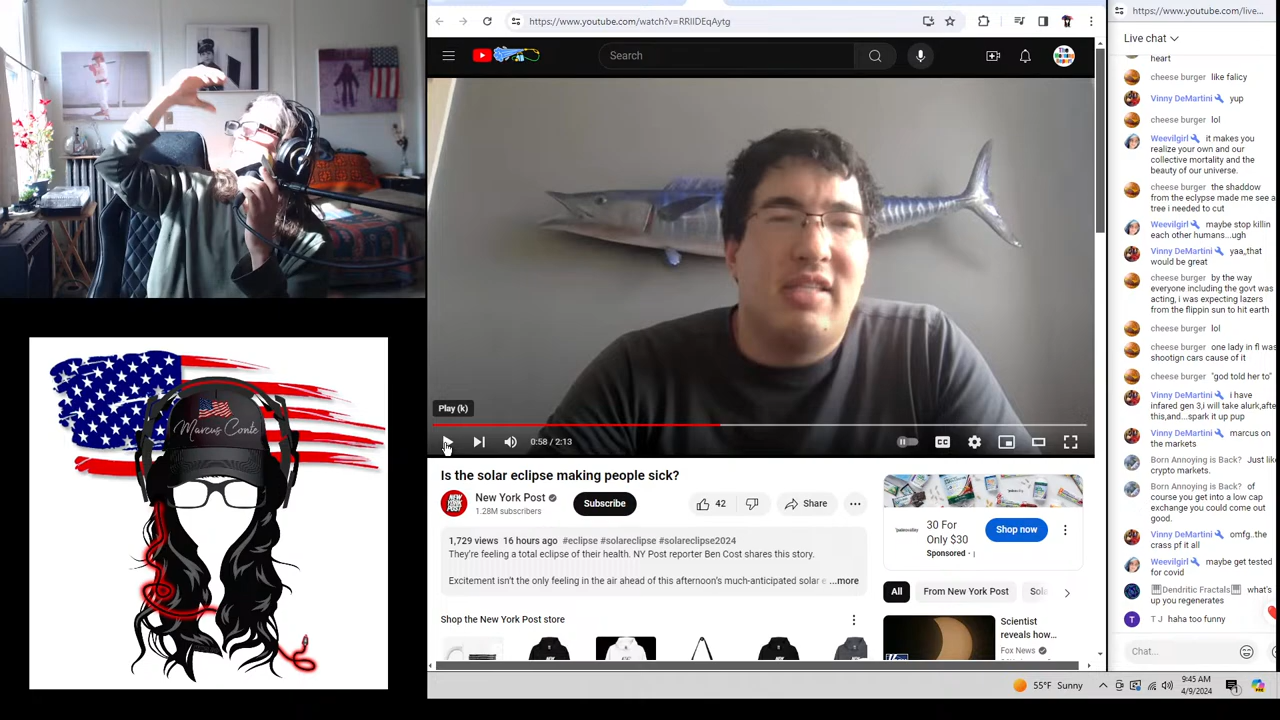 Marcus Conte
https://www.youtube.com/watch?v=RRIIDEqAytg
Search
Play (k)
0:58 / 2:13
CC
Is the solar eclipse making people sick?
NEW YORK POST
New York Post
1.28M subscribers
Subscribe
42
Share
1,729 views 16 hours ago #eclipse #solareclipse #solareclipse2024
They're feeling a total eclipse of their health. NY Post reporter Ben Cost shares this story.
Excitement isn't the only feeling in the air ahead of this afternoon's much-anticipated solar e ...more
Shop the New York Post store
30 For
Only $30
Sponsored
Shop now
All
From New York Post
Sola
Scientist
reveals how...
Fox News
https://www.youtube.com/live...
Live chat
heart
cheese burger like falicy
Vinny DeMartini yup
cheese burger lol
Weevilgirl it makes you
realize your own and our
collective mortality and the
beauty of our universe.
cheese burger the shaddow
from the eclypse made me see a
tree i needed to cut
Weevilgirl maybe stop killin
each other humans...ugh
Vinny DeMartini yaa,,that
would be great
cheese burger by the way
everyone including the govt was
acting, i was expecting lazers
from the flippin sun to hit earth
cheese burger lol
cheese burger one lady in fl was
shootign cars cause of it
cheese burger "god told her to"
Vinny DeMartini i have
infared gen 3,i will take alurk,after
this,and...spark it up pup
Vinny DeMartini marcus on
the markets
Born Annoying is Back? Just like
crypto markets.
Born Annoying is Back? of
course you get into a low cap
exchange you could come out
good.
Vinny DeMartini omfg..the
crass pf it all
Weevilgirl maybe get tested
for covid
Dendritic Fractals what's
up you regenerates
T
T J haha too funny
Chat...
55°F Sunny
9:45 AM
4/9/2024